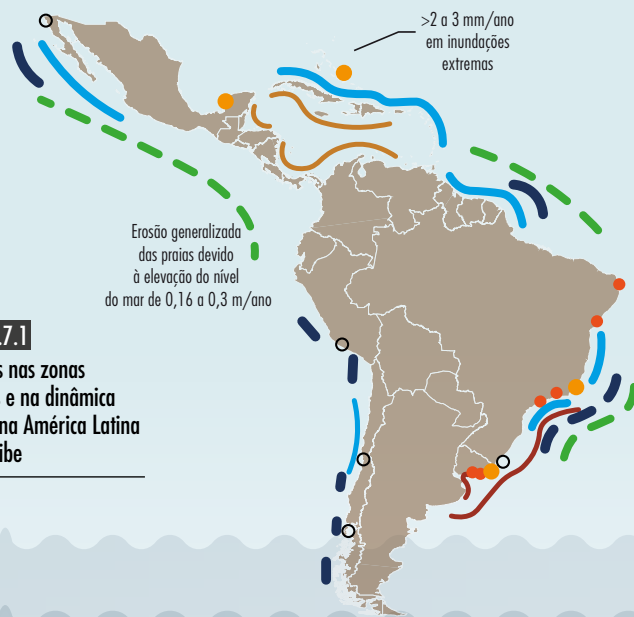 >2 a 3 mm/ano
em inundações
extremas
Erosão generalizada
das praias devido
à elevação do nível
do mar de 0,16 a 0,3 m/ano
.7.1
s nas zonas
e na dinâmica
na América Latina
ibe